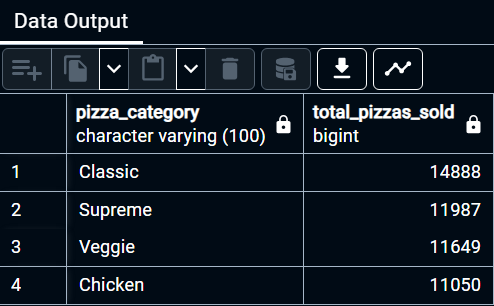 Data Output
pizza_category total_pizzas_sold
character varying (100) bigint
1 Classic 14888
2 Supreme 11987
3 Veggie 11649
4 Chicken 11050